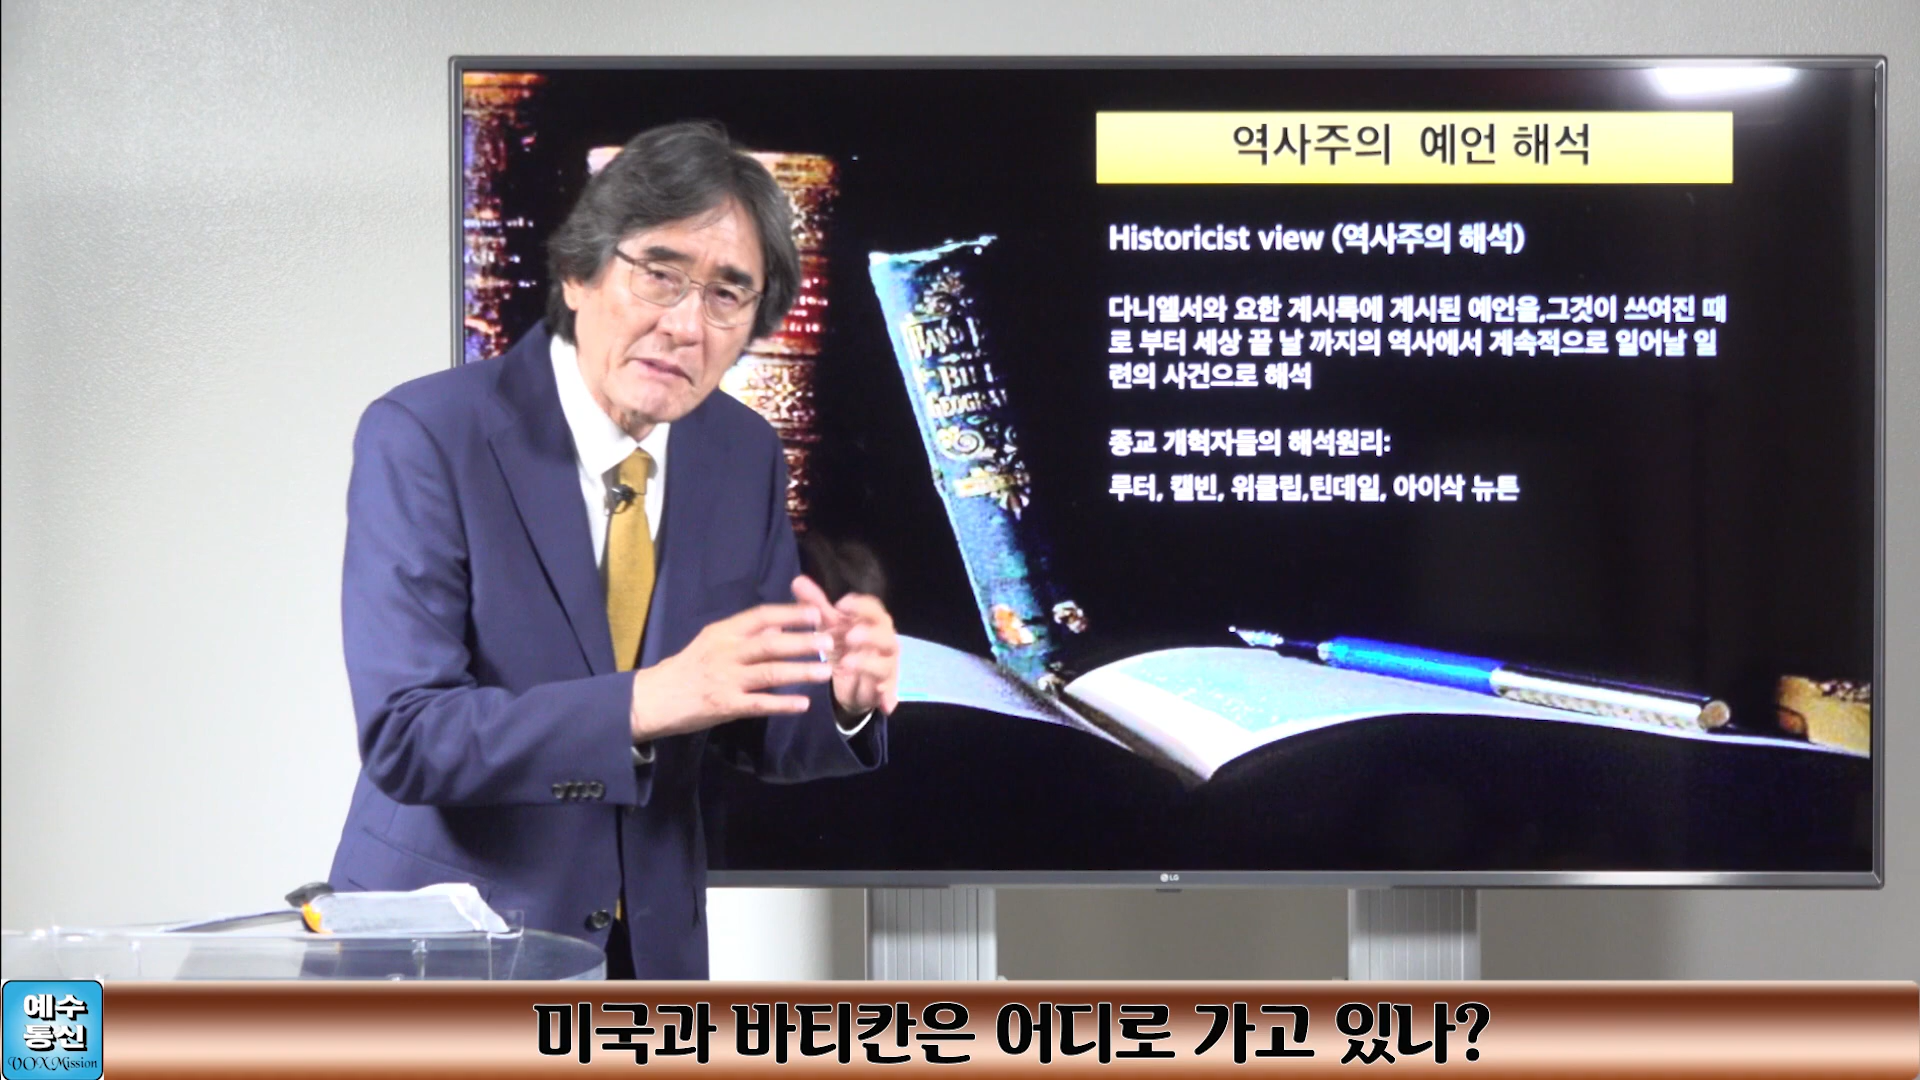 역사주의 예언 해석
Historicist view (역사주의 해석)
다니엘서와 요한 계시록에 계시된 예언을,그것이 쓰여진 때
로 부터 세상 끝 날 까지의 역사에서 계속적으로 일어날 일
련의 사건으로 해석
종교 개혁자들의 해석원리:
루터, 캘빈, 위클립,틴데일, 아이삭 뉴튼
LG
예수
통신
VOX Mission
미국과 바티칸은 어디로 가고 있나?